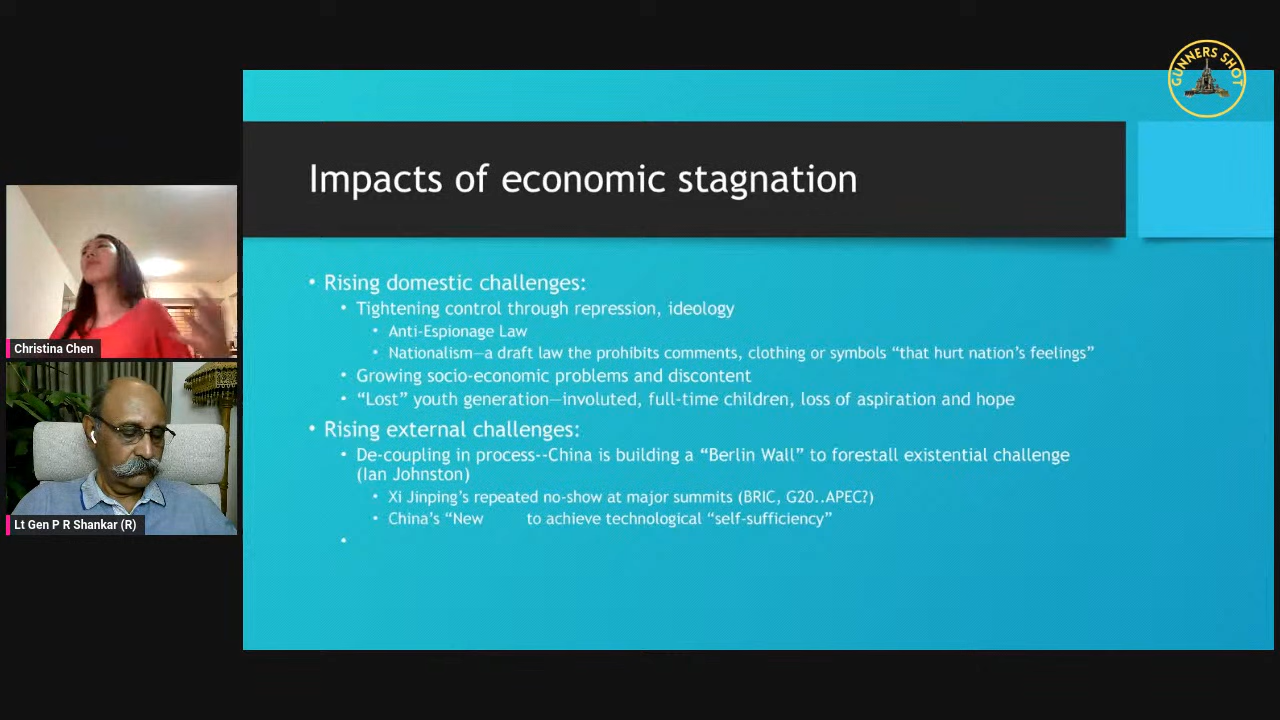 GUNNERS SHOT
Impacts of economic stagnation
• Rising domestic challenges:
• Tightening control through repression, ideology
• Anti-Espionage Law
• Nationalism—a draft law the prohibits comments, clothing or symbols “that hurt nation’s feelings”
• Growing socio-economic problems and discontent
• “Lost” youth generation—involuted, full-time children, loss of aspiration and hope
• Rising external challenges:
• De-coupling in process--China is building a “Berlin Wall” to forestall existential challenge
(Ian Johnston)
• Xi Jinping’s repeated no-show at major summits (BRIC, G20..APEC?)
• China’s “New to achieve technological “self-sufficiency”
•
Christina Chen
Lt Gen P R Shankar (R)